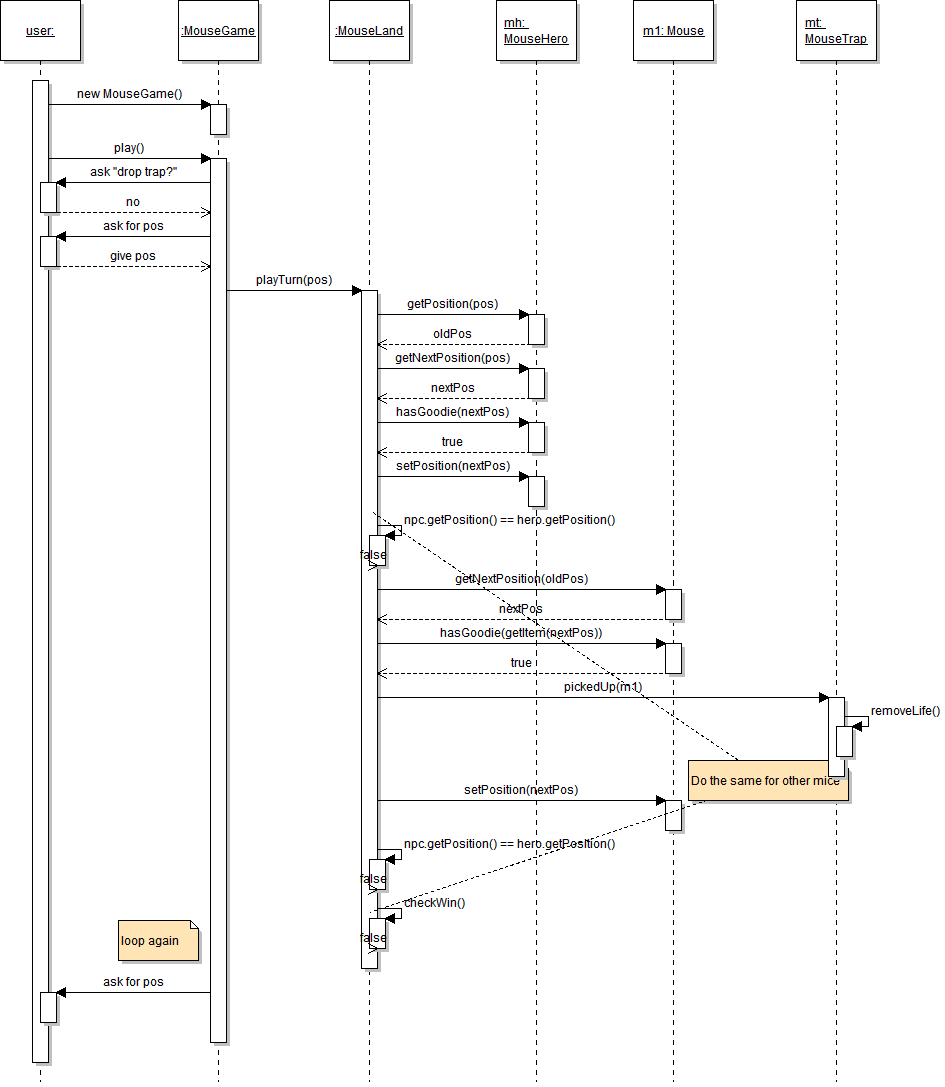 user:
:MouseGame
:MouseLand
mh:
MouseHero
m1: Mouse
mt:
MouseTrap
new MouseGame()
play()
ask "drop trap?"
no
ask for pos
give pos
playTurn(pos)
getPosition(pos)
oldPos
getNextPosition(pos)
nextPos
hasGoodie(nextPos)
true
setPosition(nextPos)
npc.getPosition() == hero.getPosition()
false
getNextPosition(oldPos)
nextPos
hasGoodie(getItem(nextPos))
true
pickedUp(m1)
removeLife()
Do the same for other mice
setPosition(nextPos)
npc.getPosition() == hero.getPosition()
false
checkWin()
false
loop again
ask for pos